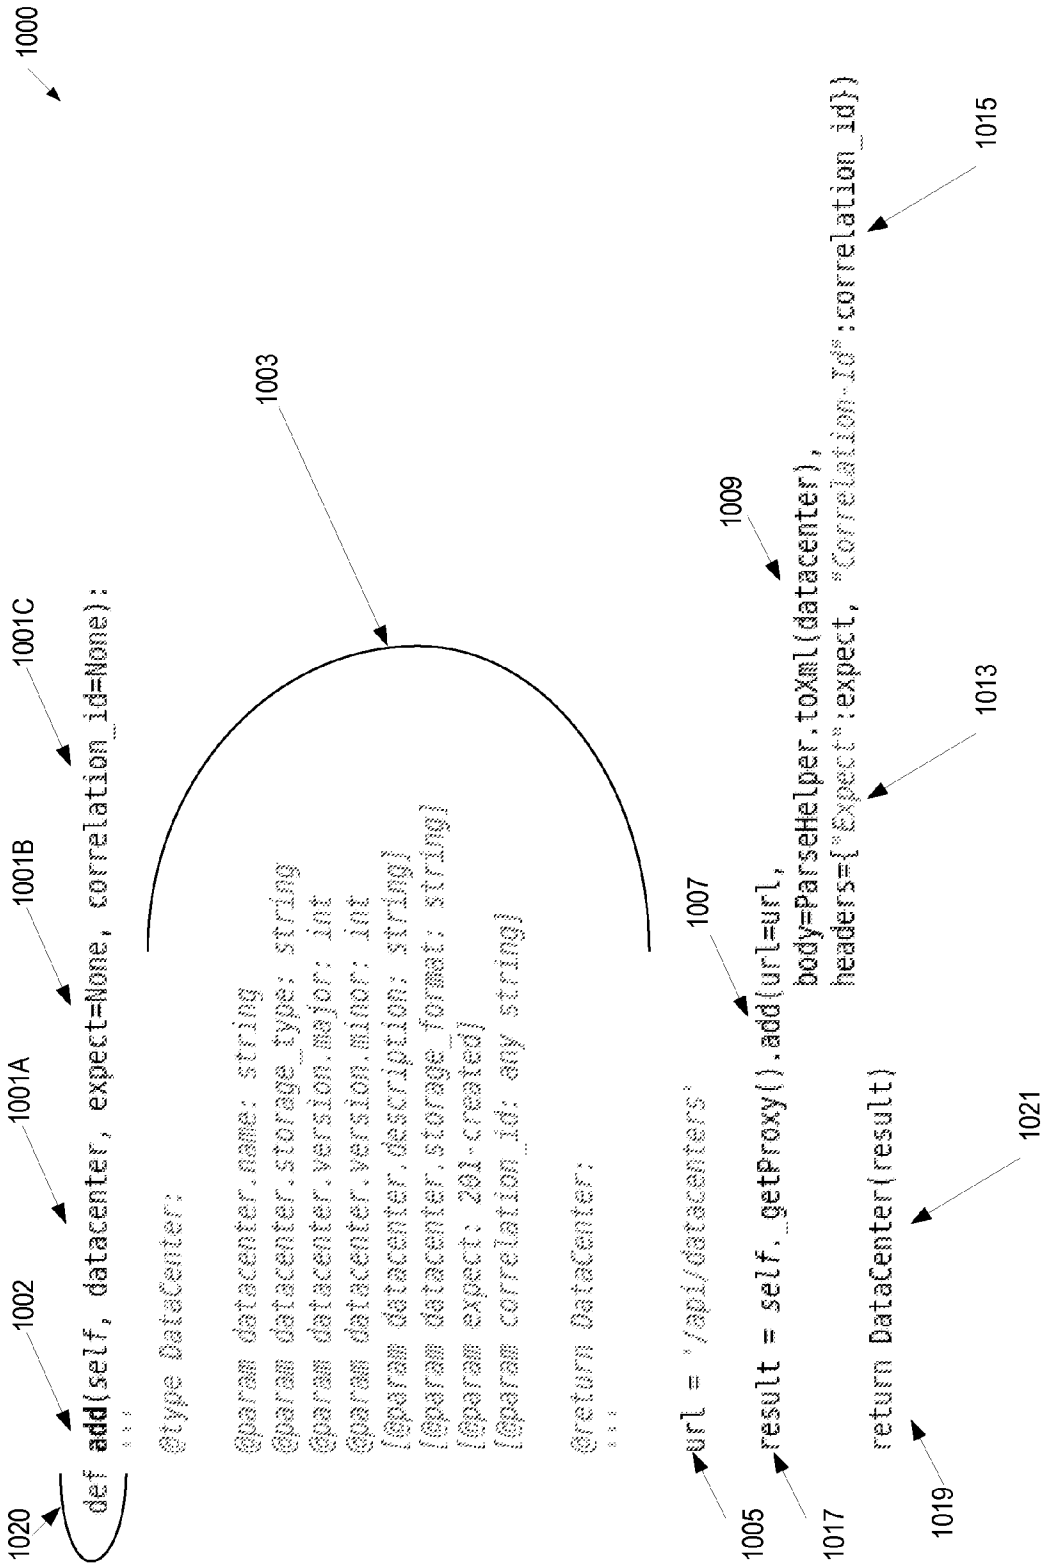 1000
1020
1002
1001A
1001B
1001C
def add(self, datacenter, expect=None, correlation_id=None):
'''
@type DataCenter:
@param datacenter.name: string
@param datacenter.storage_type: string
@param datacenter.version.major: int
@param datacenter.version.minor: int
[@param datacenter.description: string]
[@param datacenter.storage_format: string]
[@param expect: 201-created]
[@param correlation_id: any string]
@return DataCenter:
'''
1003
url = '/api/datacenters'
1005
1007
1009
result = self._getProxy().add(url=url,
body=ParseHelper.toXml(datacenter),
headers={"Expect":expect, "Correlation-Id":correlation_id})
1017
1013
1015
return DataCenter(result)
1019
1021